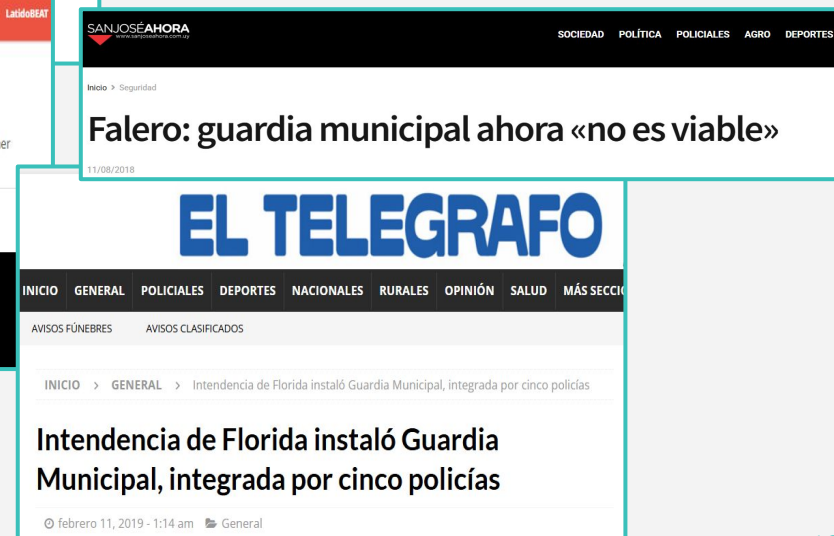 LatidoBEAT
SANJOSÉAHORA
www.sanjoseahora.com.uy
SOCIEDAD POLÍTICA POLICIALES AGRO DEPORTES
Inicio > Seguridad
Falero: guardia municipal ahora «no es viable»
11/08/2018
EL TELEGRAFO
INICIO GENERAL POLICIALES DEPORTES NACIONALES RURALES OPINIÓN SALUD MÁS
AVISOS FÚNEBRES AVISOS CLASIFICADOS
INICIO > GENERAL > Intendencia de Florida instaló Guardia Municipal, integrada por cinco policías
Intendencia de Florida instaló Guardia
Municipal, integrada por cinco policías
febrero 11, 2019 - 1:14 am General